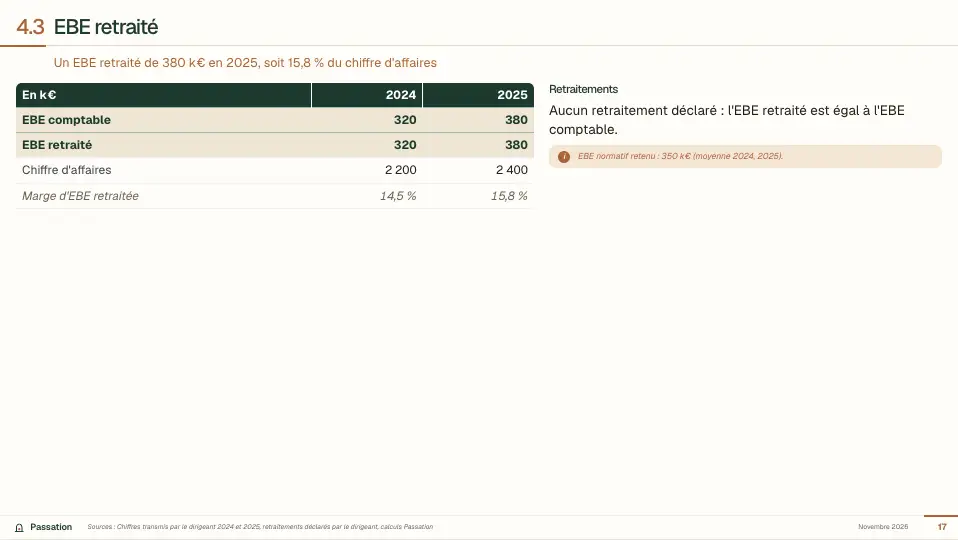 4.3 EBE retraité
Un EBE retraité de 380 k€ en 2025, soit 15,8 % du chiffre d'affaires
En k€ 2024 2025
EBE comptable 320 380
EBE retraité 320 380
Chiffre d'affaires 2 200 2 400
Marge d'EBE retraitée 14,5 % 15,8 %
Retraitements
Aucun retraitement déclaré : l'EBE retraité est égal à l'EBE
comptable.
i EBE normatif retenu : 350 k€ (moyenne 2024, 2025).
Passation Sources : Chiffres transmis par le dirigeant 2024 et 2025, retraitements déclarés par le dirigeant, calculs Passation Novembre 2026 17